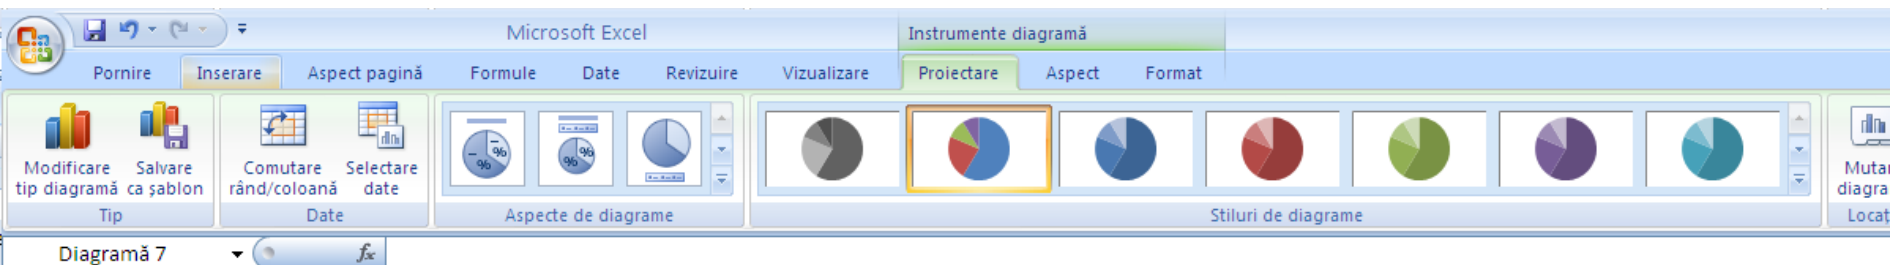 Microsoft Excel
Instrumente diagramă
Pornire Inserare Aspect pagină Formule Date Revizuire Vizualizare Proiectare Aspect Format
Modificare tip diagramă
Salvare ca șablon
Comutare rând/coloană
Selectare date
Tip
Date
Aspecte de diagrame
Stiluri de diagrame
Diagramă 7
fx